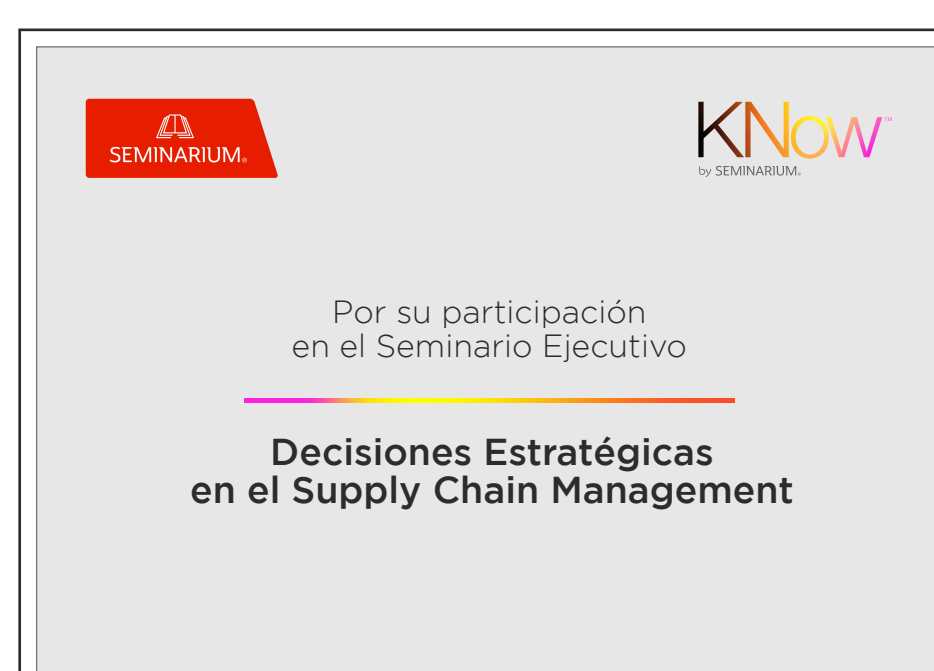 SEMINARIUM®
KNow™
by SEMINARIUM®
Por su participación
en el Seminario Ejecutivo
Decisiones Estratégicas
en el Supply Chain Management